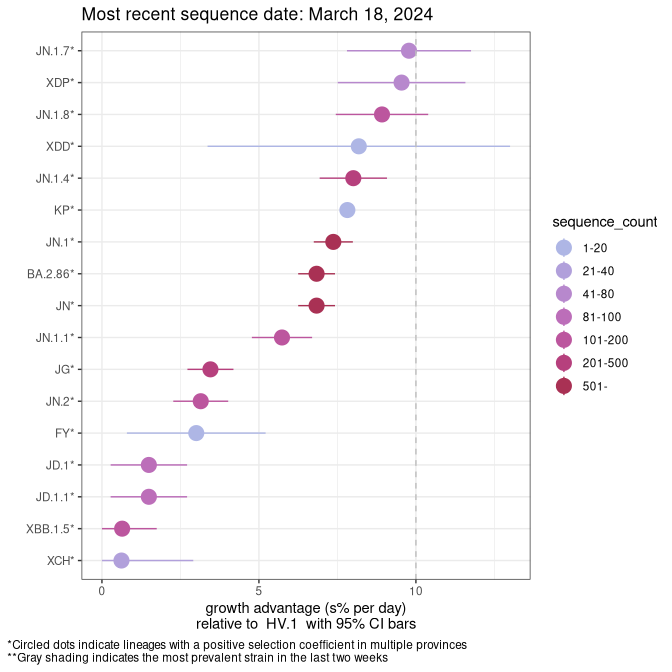 Most recent sequence date: March 18, 2024
JN.1.7*
XDP*
JN.1.8*
XDD*
JN.1.4*
KP*
JN.1*
BA.2.86*
JN*
JN.1.1*
JG*
JN.2*
FY*
JD.1*
JD.1.1*
XBB.1.5*
XCH*
0 5 10
growth advantage (s% per day)
relative to HV.1 with 95% CI bars
sequence_count
1-20
21-40
41-80
81-100
101-200
201-500
501-
*Circled dots indicate lineages with a positive selection coefficient in multiple provinces
**Gray shading indicates the most prevalent strain in the last two weeks